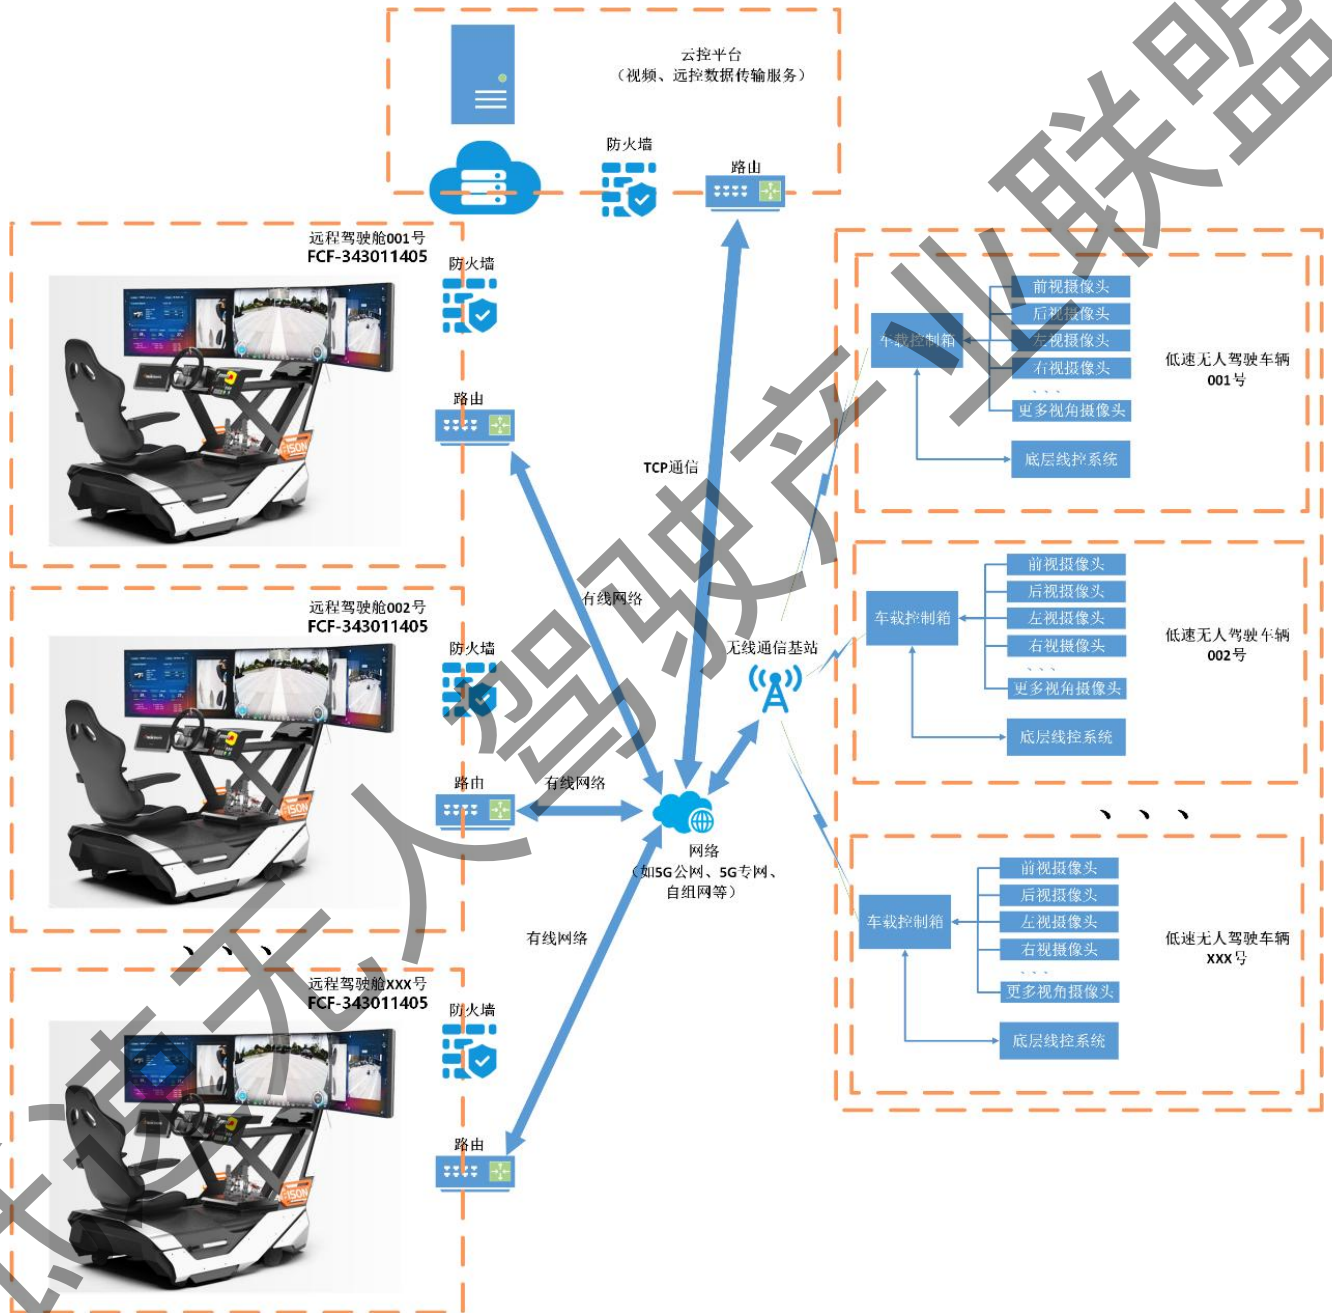 云控平台
（视频、远控数据传输服务）
防火墙
路由
远程驾驶舱001号
FCF-343011405
防火墙
路由
远程驾驶舱002号
FCF-343011405
防火墙
路由
远程驾驶舱XXX号
FCF-343011405
防火墙
路由
TCP通信
有线网络
有线网络
有线网络
无线通信基站
网络
（如5G公网、5G专网、
自组网等）
车载控制箱
前视摄像头
后视摄像头
左视摄像头
右视摄像头
、、、
更多视角摄像头
底层线控系统
低速无人驾驶车辆
001号
车载控制箱
前视摄像头
后视摄像头
左视摄像头
右视摄像头
、、、
更多视角摄像头
底层线控系统
低速无人驾驶车辆
002号
、、、
车载控制箱
前视摄像头
后视摄像头
左视摄像头
右视摄像头
、、、
更多视角摄像头
底层线控系统
低速无人驾驶车辆
XXX号
、、、
低速无人驾驶产业联盟